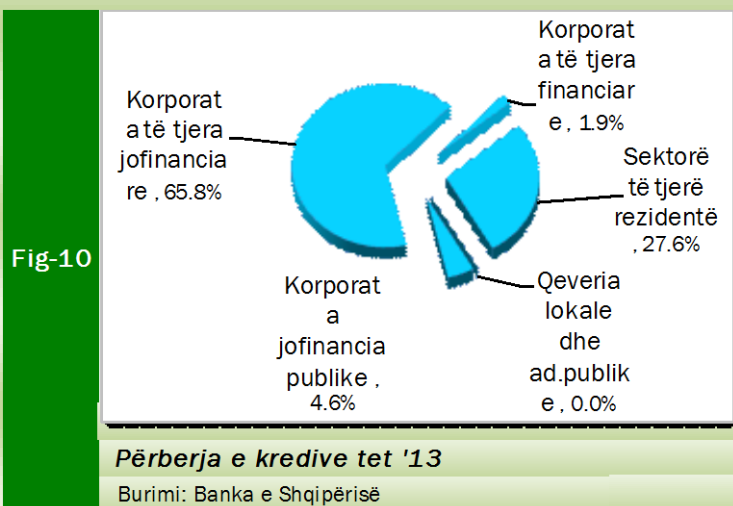 Fig-10
Korporat
a të tjera
jofinancia
re , 65.8%
Korporat
a të tjera
financiar
e , 1.9%
Sektorë
të tjerë
rezidentë
, 27.6%
Qeveria
lokale
dhe
ad.publik
e , 0.0%
Korporat
a
jofinancia
publike ,
4.6%
Përberja e kredive tet '13
Burimi: Banka e Shqipërisë